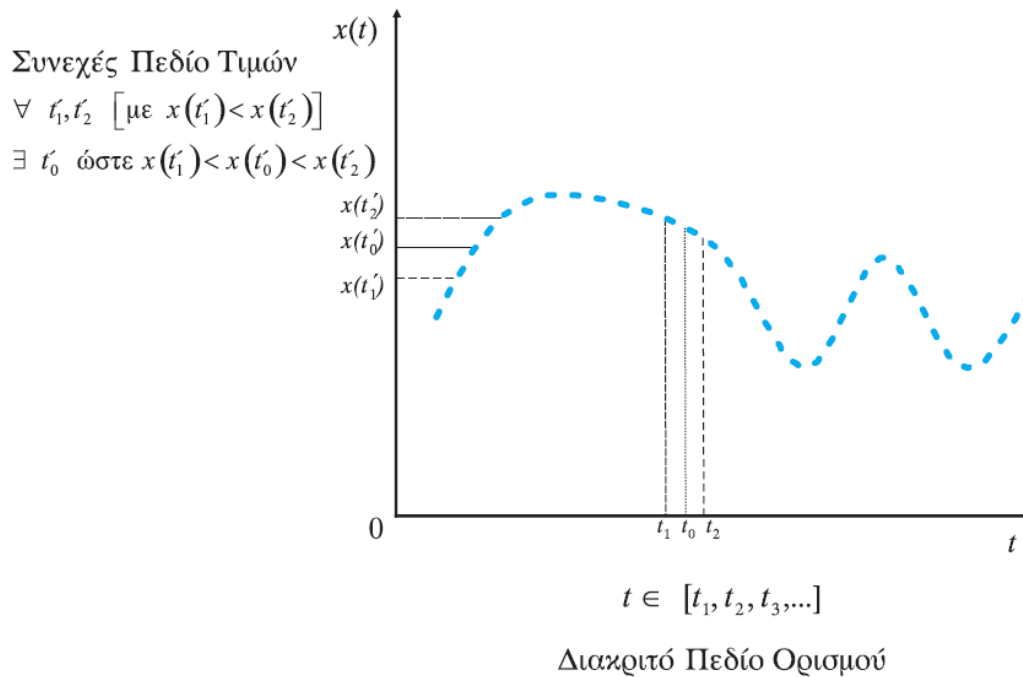 x(t)
Συνεχές Πεδίο Τιμών
∀ t′₁,t′₂ [με x(t′₁)<x(t′₂)]
∃ t′₀ ώστε x(t′₁)<x(t′₀)<x(t′₂)
x(t′₂)
x(t′₀)
x(t′₁)
0
t₁ t₀ t₂
t
t ∈ [t₁,t₂,t₃,...]
Διακριτό Πεδίο Ορισμού